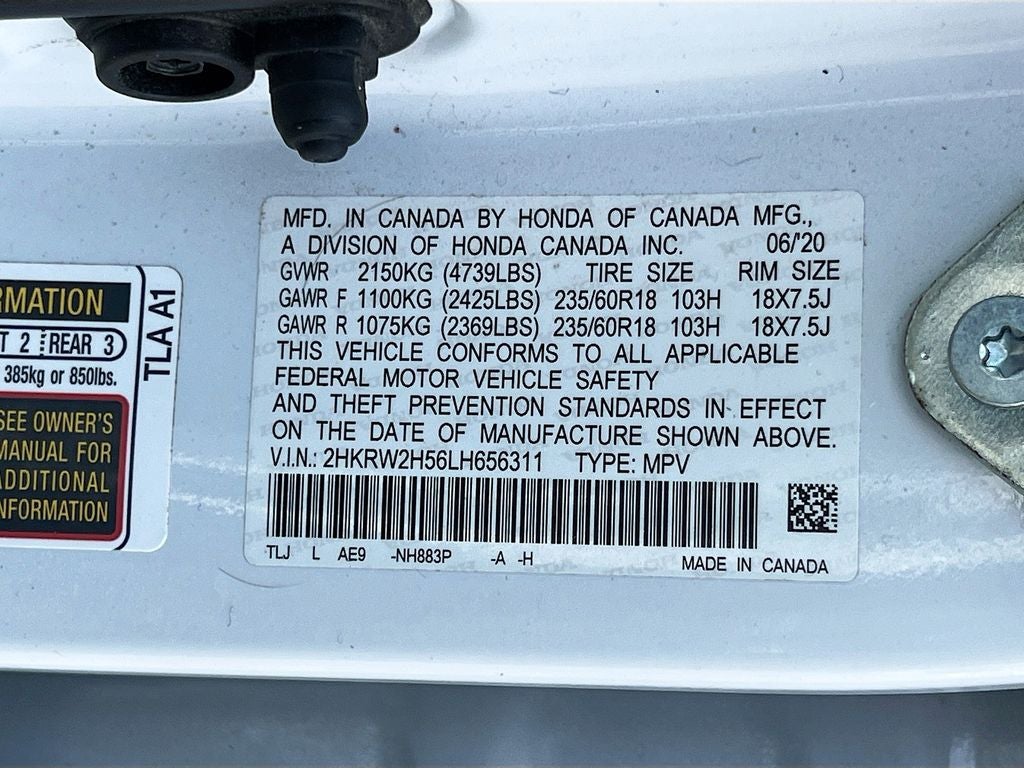 MFD. IN CANADA BY HONDA OF CANADA MFG.,
A DIVISION OF HONDA CANADA INC. 06/'20
GVWR 2150KG (4739LBS) TIRE SIZE RIM SIZE
GAWR F 1100KG (2425LBS) 235/60R18 103H 18X7.5J
GAWR R 1075KG (2369LBS) 235/60R18 103H 18X7.5J
THIS VEHICLE CONFORMS TO ALL APPLICABLE
FEDERAL MOTOR VEHICLE SAFETY
AND THEFT PREVENTION STANDARDS IN EFFECT
ON THE DATE OF MANUFACTURE SHOWN ABOVE.
V.I.N.: 2HKRW2H56LH656311 TYPE: MPV
TLJ L AE9 -NH883P -A -H MADE IN CANADA
RMATION
T 2 REAR 3
385kg or 850lbs.
SEE OWNER'S
MANUAL FOR
ADDITIONAL
NFORMATION
TLA A1